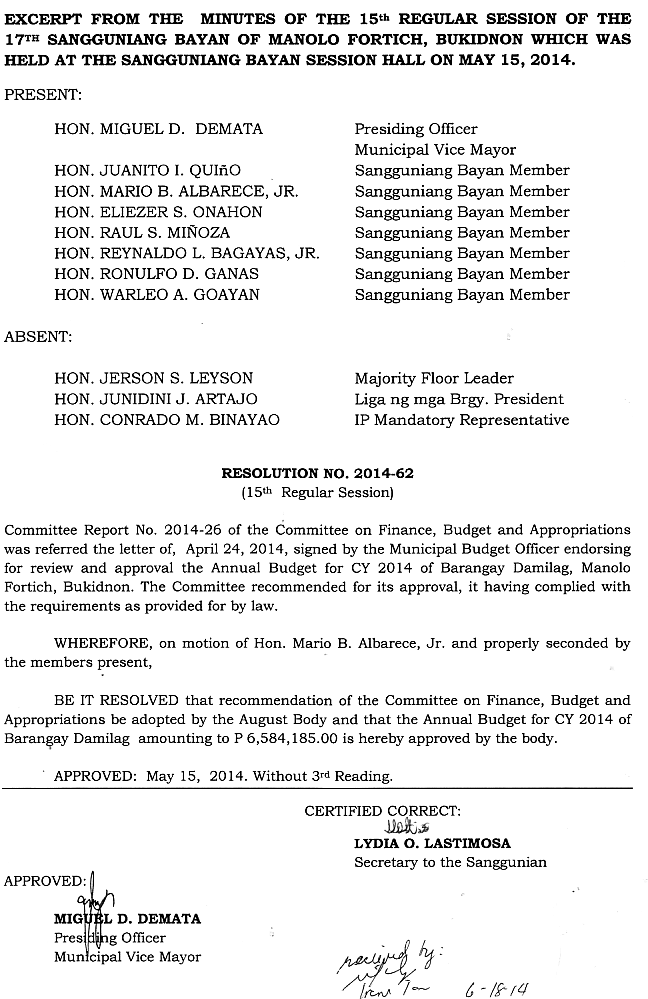 EXCERPT FROM THE MINUTES OF THE 15th REGULAR SESSION OF THE
17TH SANGGUNIANG BAYAN OF MANOLO FORTICH, BUKIDNON WHICH WAS
HELD AT THE SANGGUNIANG BAYAN SESSION HALL ON MAY 15, 2014.
PRESENT:
HON. MIGUEL D. DEMATA Presiding Officer
Municipal Vice Mayor
HON. JUANITO I. QUIñO Sangguniang Bayan Member
HON. MARIO B. ALBARECE, JR. Sangguniang Bayan Member
HON. ELIEZER S. ONAHON Sangguniang Bayan Member
HON. RAUL S. MIÑOZA Sangguniang Bayan Member
HON. REYNALDO L. BAGAYAS, JR. Sangguniang Bayan Member
HON. RONULFO D. GANAS Sangguniang Bayan Member
HON. WARLEO A. GOAYAN Sangguniang Bayan Member
ABSENT:
HON. JERSON S. LEYSON Majority Floor Leader
HON. JUNIDINI J. ARTAJO Liga ng mga Brgy. President
HON. CONRADO M. BINAYAO IP Mandatory Representative
RESOLUTION NO. 2014-62
(15th Regular Session)
Committee Report No. 2014-26 of the Committee on Finance, Budget and Appropriations
was referred the letter of, April 24, 2014, signed by the Municipal Budget Officer endorsing
for review and approval the Annual Budget for CY 2014 of Barangay Damilag, Manolo
Fortich, Bukidnon. The Committee recommended for its approval, it having complied with
the requirements as provided for by law.
WHEREFORE, on motion of Hon. Mario B. Albarece, Jr. and properly seconded by
the members present,
BE IT RESOLVED that recommendation of the Committee on Finance, Budget and
Appropriations be adopted by the August Body and that the Annual Budget for CY 2014 of
Barangay Damilag amounting to P 6,584,185.00 is hereby approved by the body.
APPROVED: May 15, 2014. Without 3rd Reading.
CERTIFIED CORRECT:
LYDIA O. LASTIMOSA
Secretary to the Sanggunian
APPROVED:
MIGUEL D. DEMATA
Presiding Officer
Municipal Vice Mayor
received by:
6-18-14